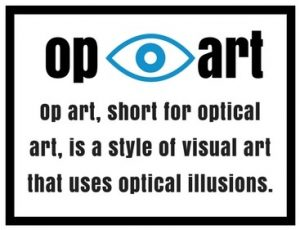 op art
Op art, short for optical
art, is a style of visual art
that uses optical illusions.